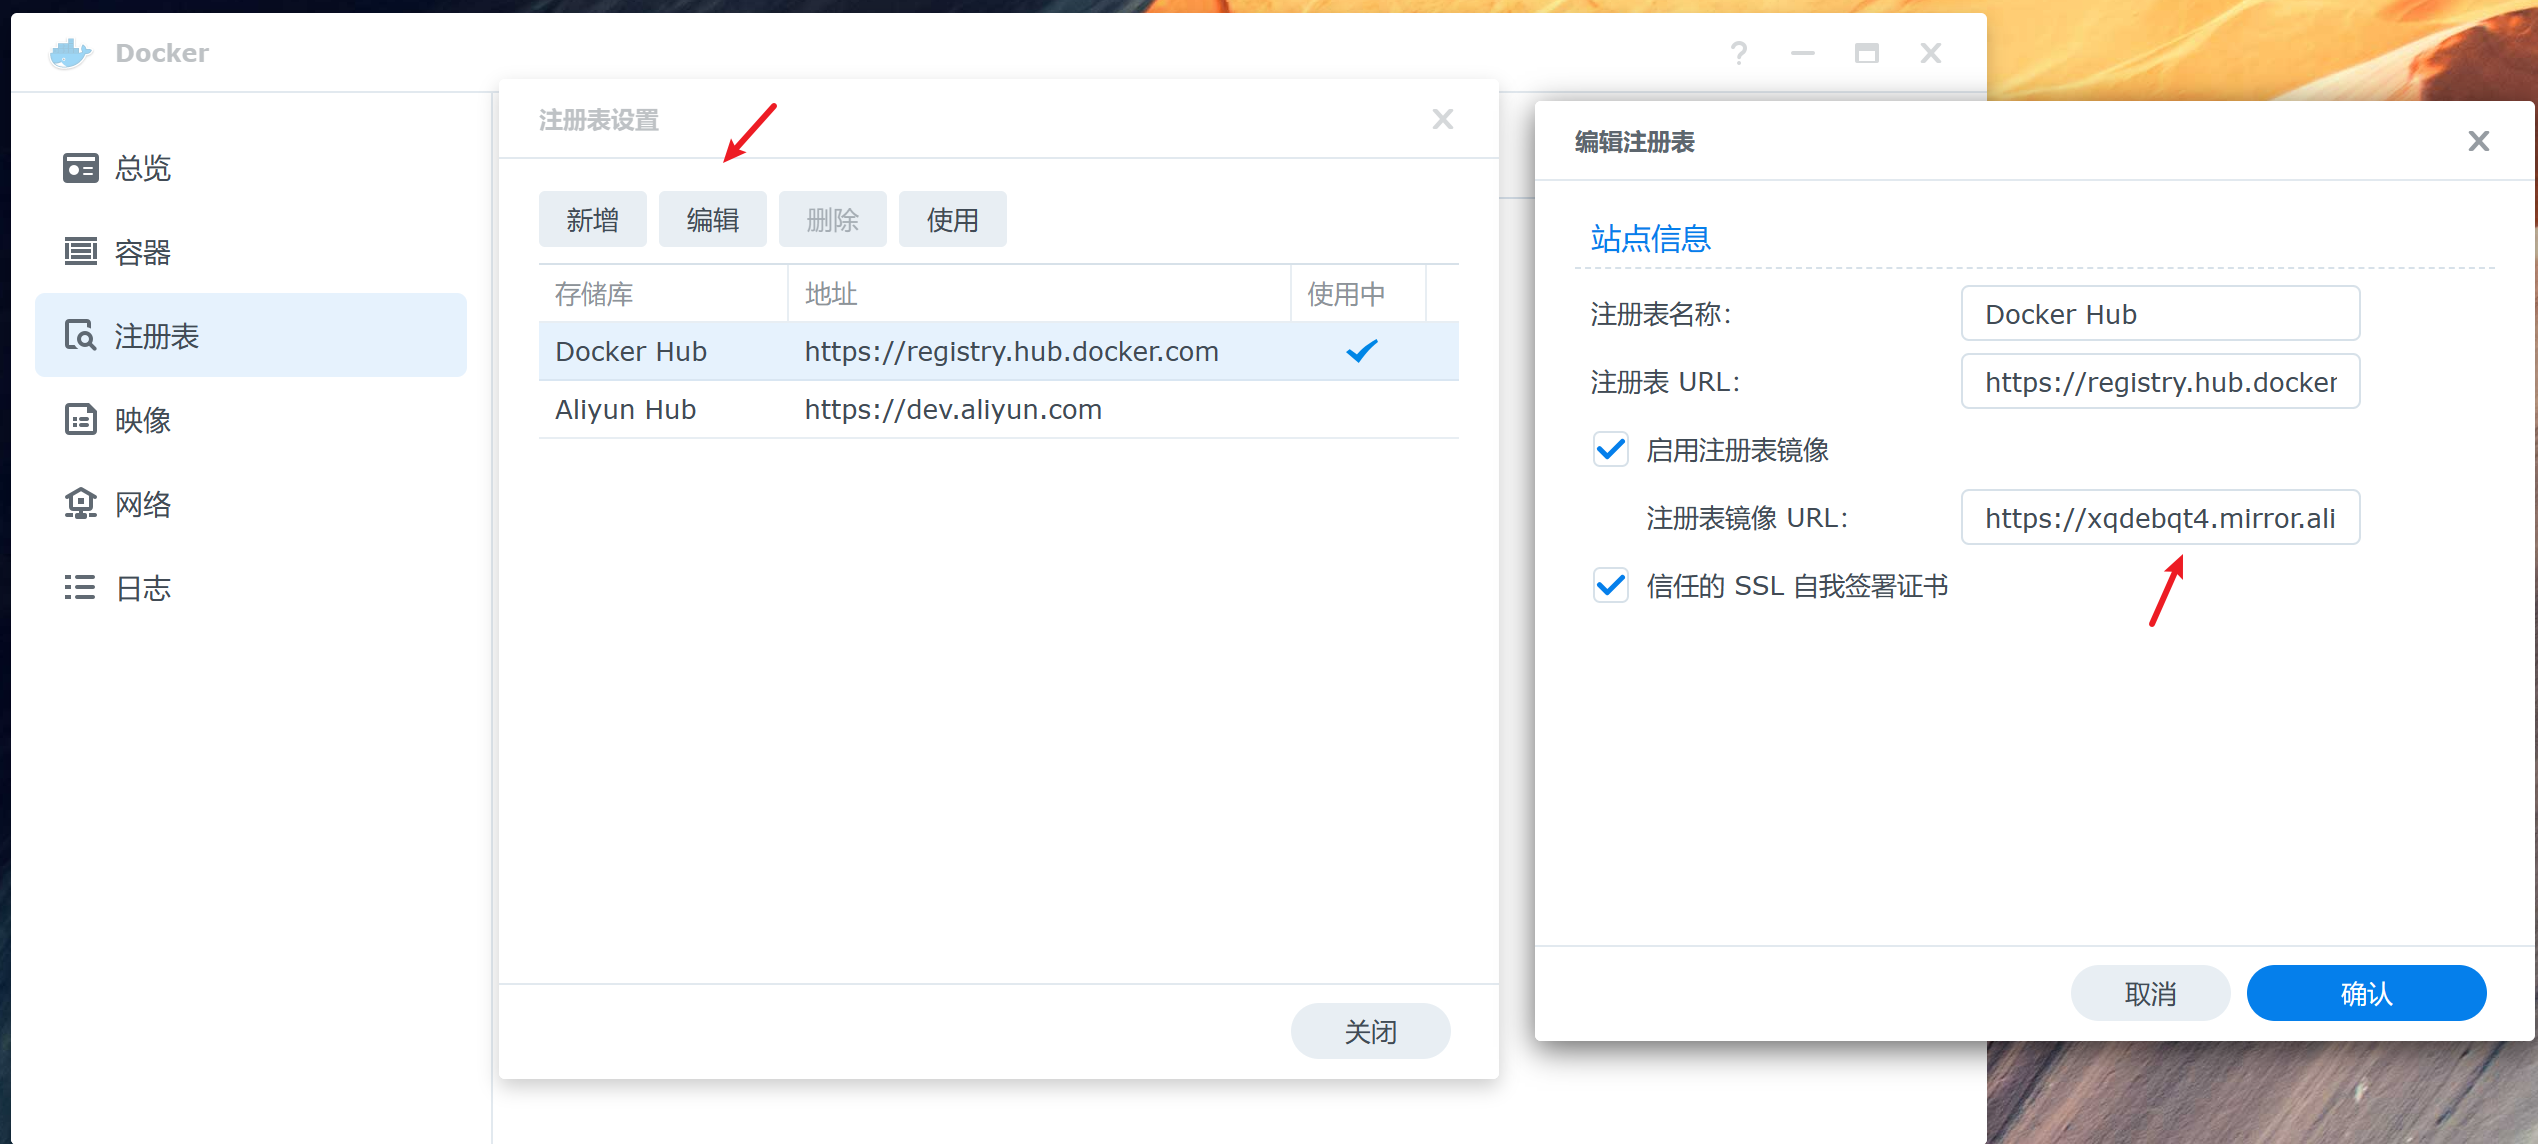 Docker
总览
容器
注册表
映像
网络
日志
注册表设置
新增 编辑 删除 使用
存储库 地址 使用中
Docker Hub https://registry.hub.docker.com
Aliyun Hub https://dev.aliyun.com
关闭
编辑注册表
站点信息
注册表名称： Docker Hub
注册表 URL： https://registry.hub.docker
启用注册表镜像
注册表镜像 URL： https://xqdebqt4.mirror.ali
信任的 SSL 自我签署证书
取消 确认